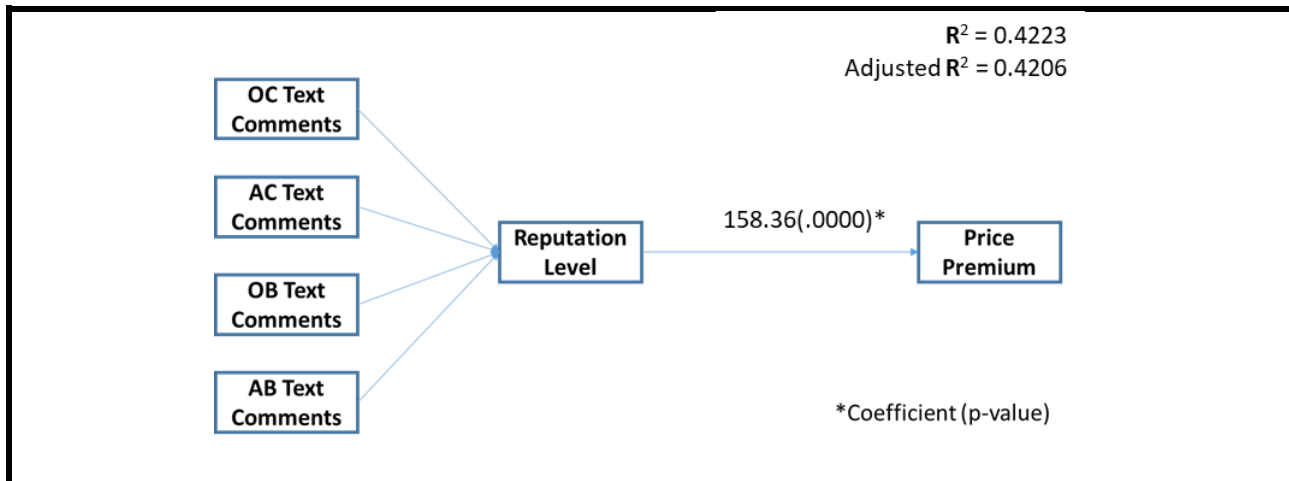 R² = 0.4223
Adjusted R² = 0.4206
OC Text
Comments
AC Text
Comments
OB Text
Comments
AB Text
Comments
Reputation
Level
158.36(.0000)*
Price
Premium
*Coefficient (p-value)